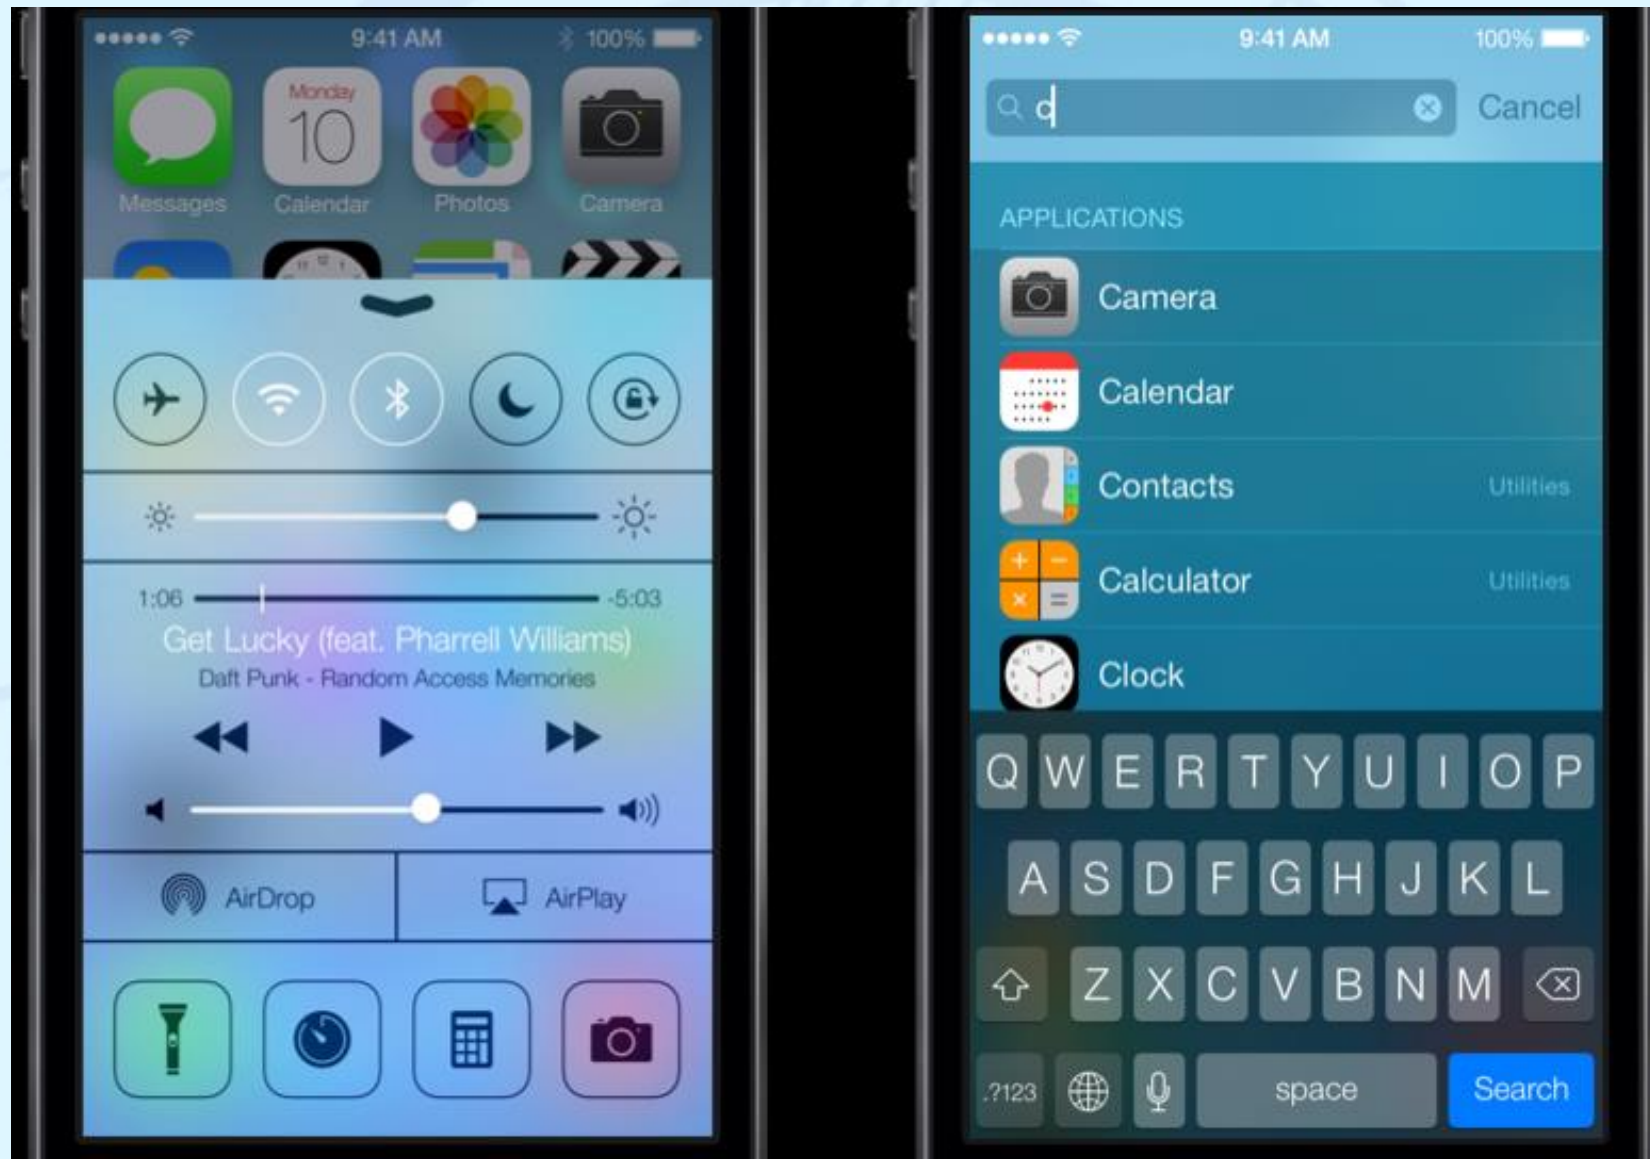 9:41 AM
100%
Monday
10
Messages
Calendar
Photos
Camera
1:06
-5:03
Get Lucky (feat. Pharrell Williams)
Daft Punk - Random Access Memories
AirDrop
AirPlay
9:41 AM
100%
c
Cancel
APPLICATIONS
Camera
Calendar
Contacts
Utilities
Calculator
Utilities
Clock
Q W E R T Y U I O P
A S D F G H J K L
Z X C V B N M
.?123
space
Search